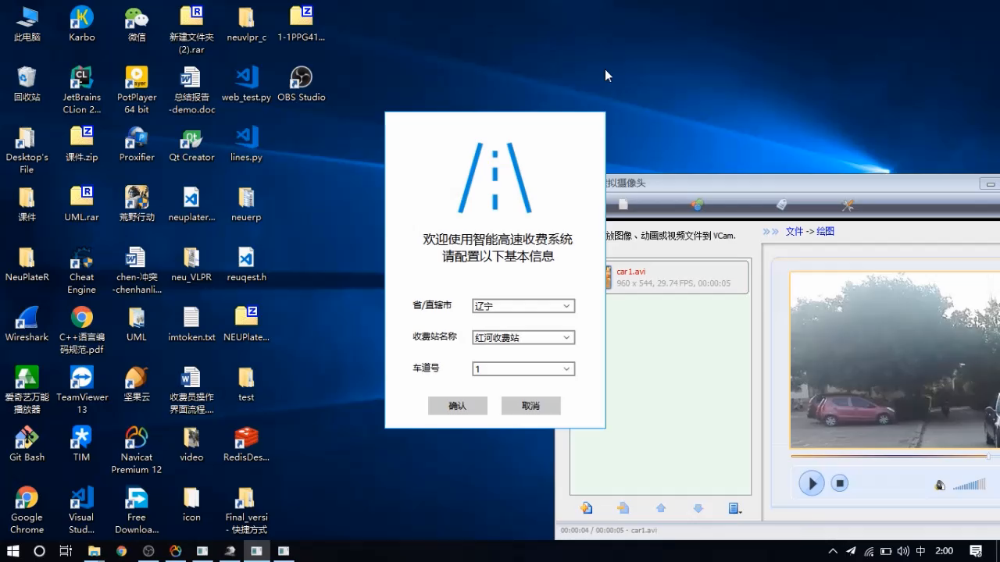 此电脑
Karbo
微信
新建文件夹
(2).rar
neuvlpr_c
1-1PPG41...
回收站
JetBrains
CLion 2...
PotPlayer
64 bit
总结报告
-demo.doc
web_test.py
OBS Studio
Desktop's
File
课件.zip
Proxifier
Qt Creator
lines.py
课件
UML.rar
荒野行动
neuplater...
neuerp
NeuPlateR
Cheat
Engine
chen-冲突
-chenhanli...
neu_VLPR
reuqest.h
Wireshark
C++语言编
码规范.pdf
UML
imtoken.txt
NEUPlate...
爱奇艺万能
播放器
TeamViewer
13
坚果云
收费员操作
界面流程....
test
Git Bash
TIM
Navicat
Premium 12
video
RedisDes...
Google
Chrome
Visual
Stud...
Free
Downloa...
icon
Final_versi
- 快捷方式
欢迎使用智能高速收费系统
请配置以下基本信息
省/直辖市
辽宁
收费站名称
红河收费站
车道号
1
确认
取消
拟摄像头
放图像、动画或视频文件到 VCam.
文件 -> 绘图
car1.avi
960 x 544, 29.74 FPS, 00:00:05
00:00:04 / 00:00:05 - car1.avi
中
2:00